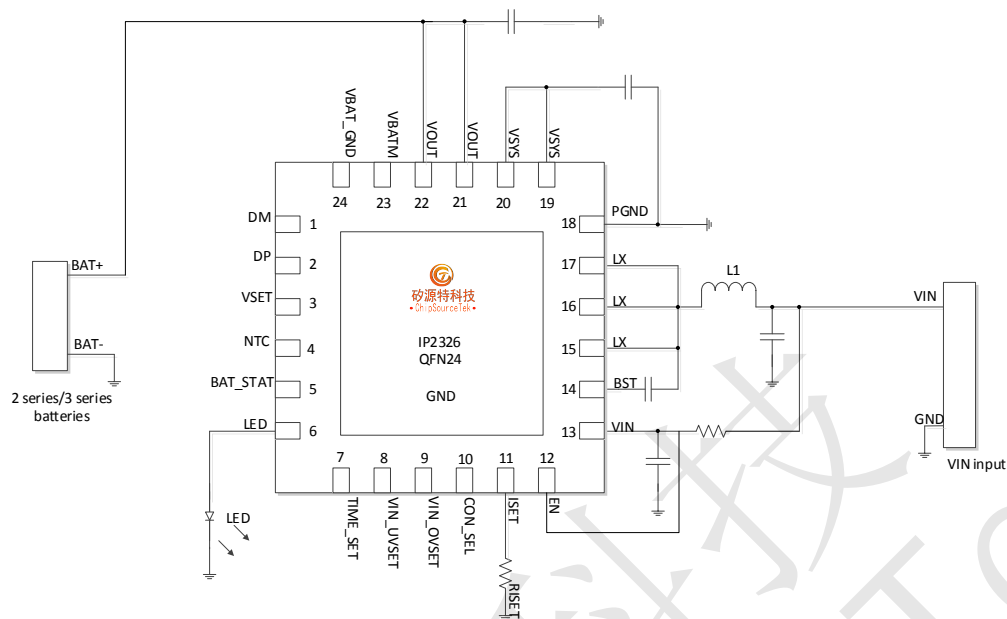 VBAT_GND
VBATM
VOUT
VOUT
VSYS
VSYS
24
23
22
21
20
19
DM
1
DP
2
VSET
3
NTC
4
BAT_STAT
5
LED
6
18
PGND
17
LX
16
LX
15
LX
14
BST
13
VIN
矽源特科技
ChipSourceTek
IP2326
QFN24
GND
7
8
9
10
11
12
TIME_SET
VIN_UVSET
VIN_OVSET
CON_SEL
ISET
EN
BAT+
BAT-
2 series/3 series
batteries
LED
RISET
L1
VIN
GND
VIN input
科技